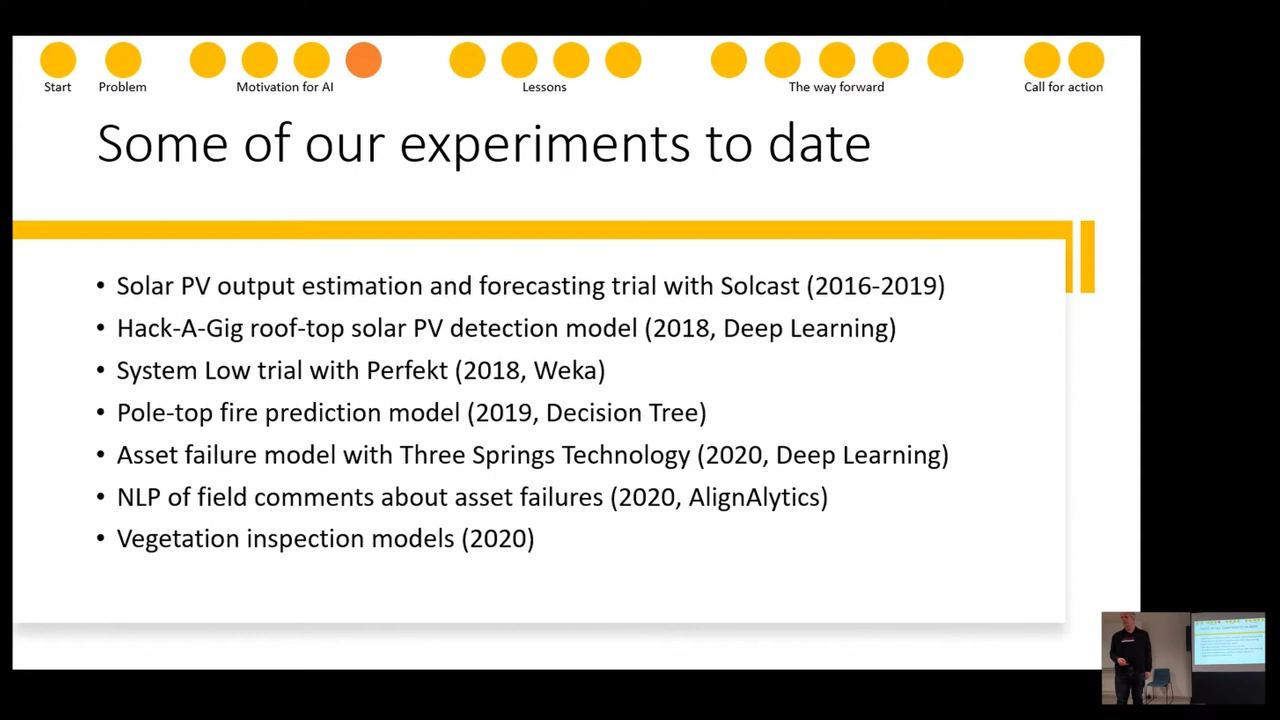 Start
Problem
Motivation for AI
Lessons
The way forward
Call for action
Some of our experiments to date
• Solar PV output estimation and forecasting trial with Solcast (2016-2019)
• Hack-A-Gig roof-top solar PV detection model (2018, Deep Learning)
• System Low trial with Perfekt (2018, Weka)
• Pole-top fire prediction model (2019, Decision Tree)
• Asset failure model with Three Springs Technology (2020, Deep Learning)
• NLP of field comments about asset failures (2020, AlignAlytics)
• Vegetation inspection models (2020)